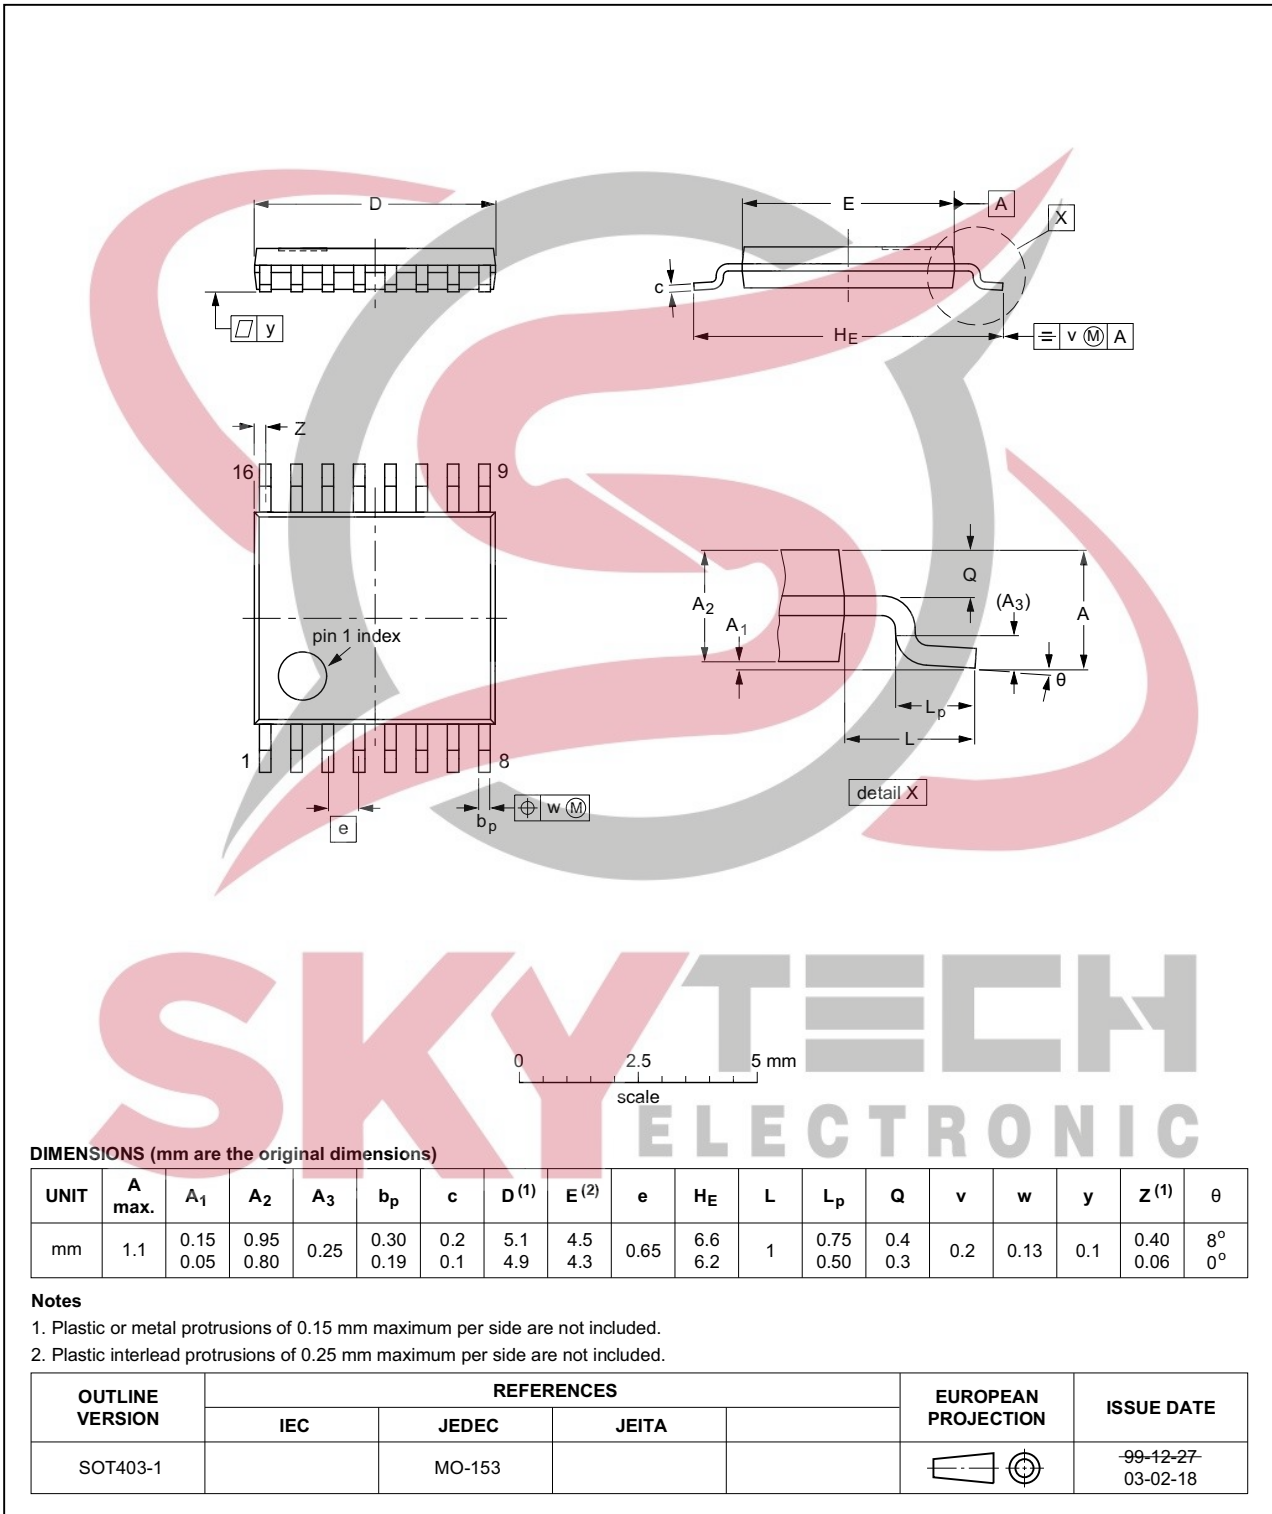 D
E
A
X
c
y
HE
v M A
Z
16
9
pin 1 index
1
8
e
bp
w M
Q
A2
A1
(A3)
A
θ
Lp
L
detail X
SKYTECH
ELECTRONIC
0 2.5 5 mm
scale
DIMENSIONS (mm are the original dimensions)
UNIT A max. A1 A2 A3 bp c D(1) E(2) e HE L Lp Q v w y Z(1) θ
mm 1.1 0.15 0.05 0.95 0.80 0.25 0.30 0.19 0.2 0.1 5.1 4.9 4.5 4.3 0.65 6.6 6.2 1 0.75 0.50 0.4 0.3 0.2 0.13 0.1 0.40 0.06 8° 0°
Notes
1. Plastic or metal protrusions of 0.15 mm maximum per side are not included.
2. Plastic interlead protrusions of 0.25 mm maximum per side are not included.
OUTLINE VERSION REFERENCES EUROPEAN PROJECTION ISSUE DATE
IEC JEDEC JEITA
SOT403-1 MO-153 99-12-27
03-02-18